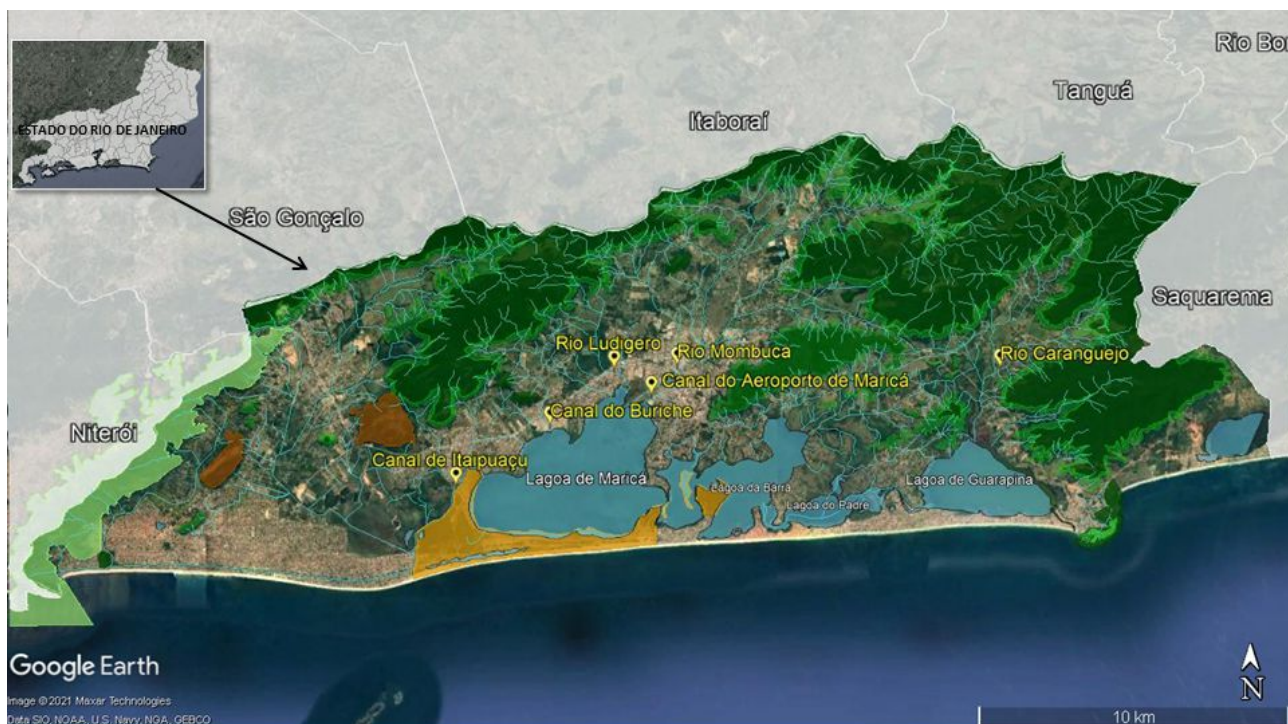 Rio Bo
Tanguá
Itaboraí
ESTADO DO RIO DE JANEIRO
São Gonçalo
Saquarema
Rio Ludigero
Rio Mombuca
Rio Caranguejo
Canal do Aeroporto de Maricá
Canal do Buriche
Niterói
Canal de Itaipuaçu
Lagoa de Maricá
Lagoa da Barra
Lagoa de Guarapina
Lagoa do Padre
Google Earth
Image © 2021 Maxar Technologies
Data SIO, NOAA, U.S. Navy, NGA, GEBCO
N
10 km